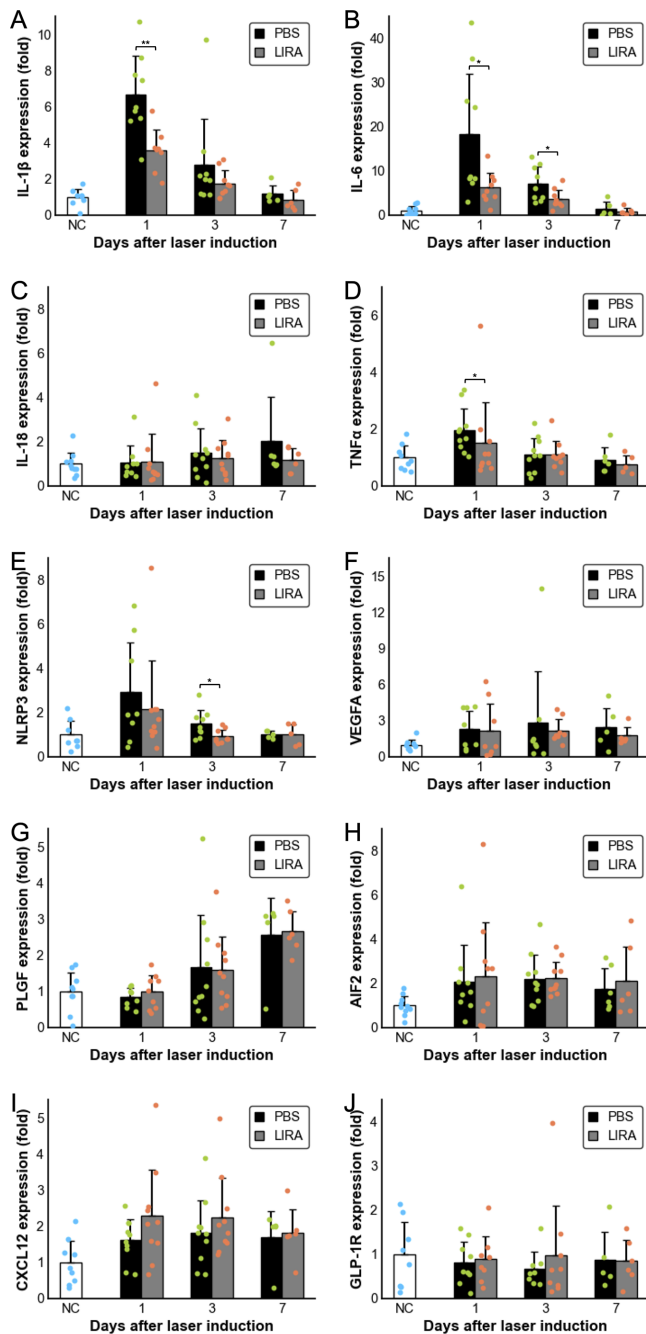 A
IL-1β expression (fold)
10
8
6
4
2
0
**
PBS
LIRA
NC
1
3
7
Days after laser induction
B
IL-6 expression (fold)
40
30
20
10
0
*
*
PBS
LIRA
NC
1
3
7
Days after laser induction
C
IL-18 expression (fold)
8
6
4
2
0
PBS
LIRA
NC
1
3
7
Days after laser induction
D
TNFα expression (fold)
6
4
2
0
*
PBS
LIRA
NC
1
3
7
Days after laser induction
E
NLRP3 expression (fold)
8
6
4
2
0
*
PBS
LIRA
NC
1
3
7
Days after laser induction
F
VEGFA expression (fold)
15
12
9
6
3
0
PBS
LIRA
NC
1
3
7
Days after laser induction
G
PLGF expression (fold)
5
4
3
2
1
0
PBS
LIRA
NC
1
3
7
Days after laser induction
H
AIF2 expression (fold)
8
6
4
2
0
PBS
LIRA
NC
1
3
7
Days after laser induction
I
CXCL12 expression (fold)
5
4
3
2
1
0
PBS
LIRA
NC
1
3
7
Days after laser induction
J
GLP-1R expression (fold)
4
3
2
1
0
PBS
LIRA
NC
1
3
7
Days after laser induction